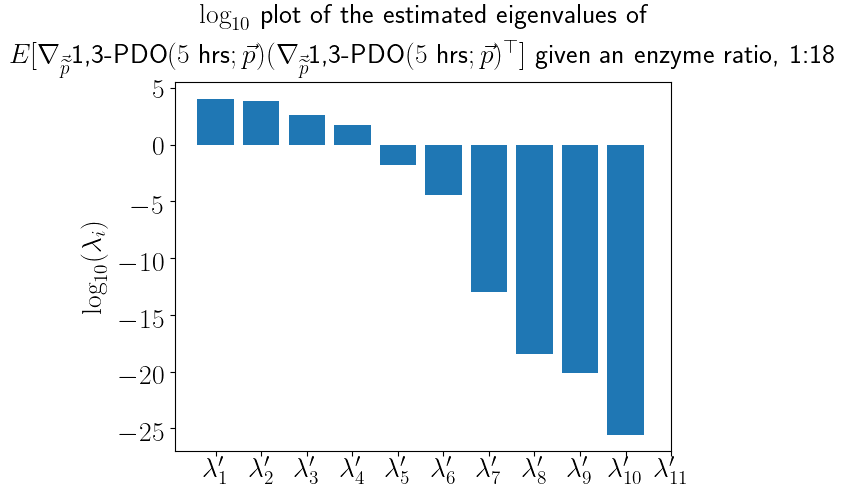 log₁₀ plot of the estimated eigenvalues of
E[∇_{p̃⃗}1,3-PDO(5 hrs; p⃗)(∇_{p̃⃗}1,3-PDO(5 hrs; p⃗)^⊤] given an enzyme ratio, 1:18
5
0
−5
−10
−15
−20
−25
log₁₀(λᵢ)
λ′₁ λ′₂ λ′₃ λ′₄ λ′₅ λ′₆ λ′₇ λ′₈ λ′₉ λ′₁₀ λ′₁₁